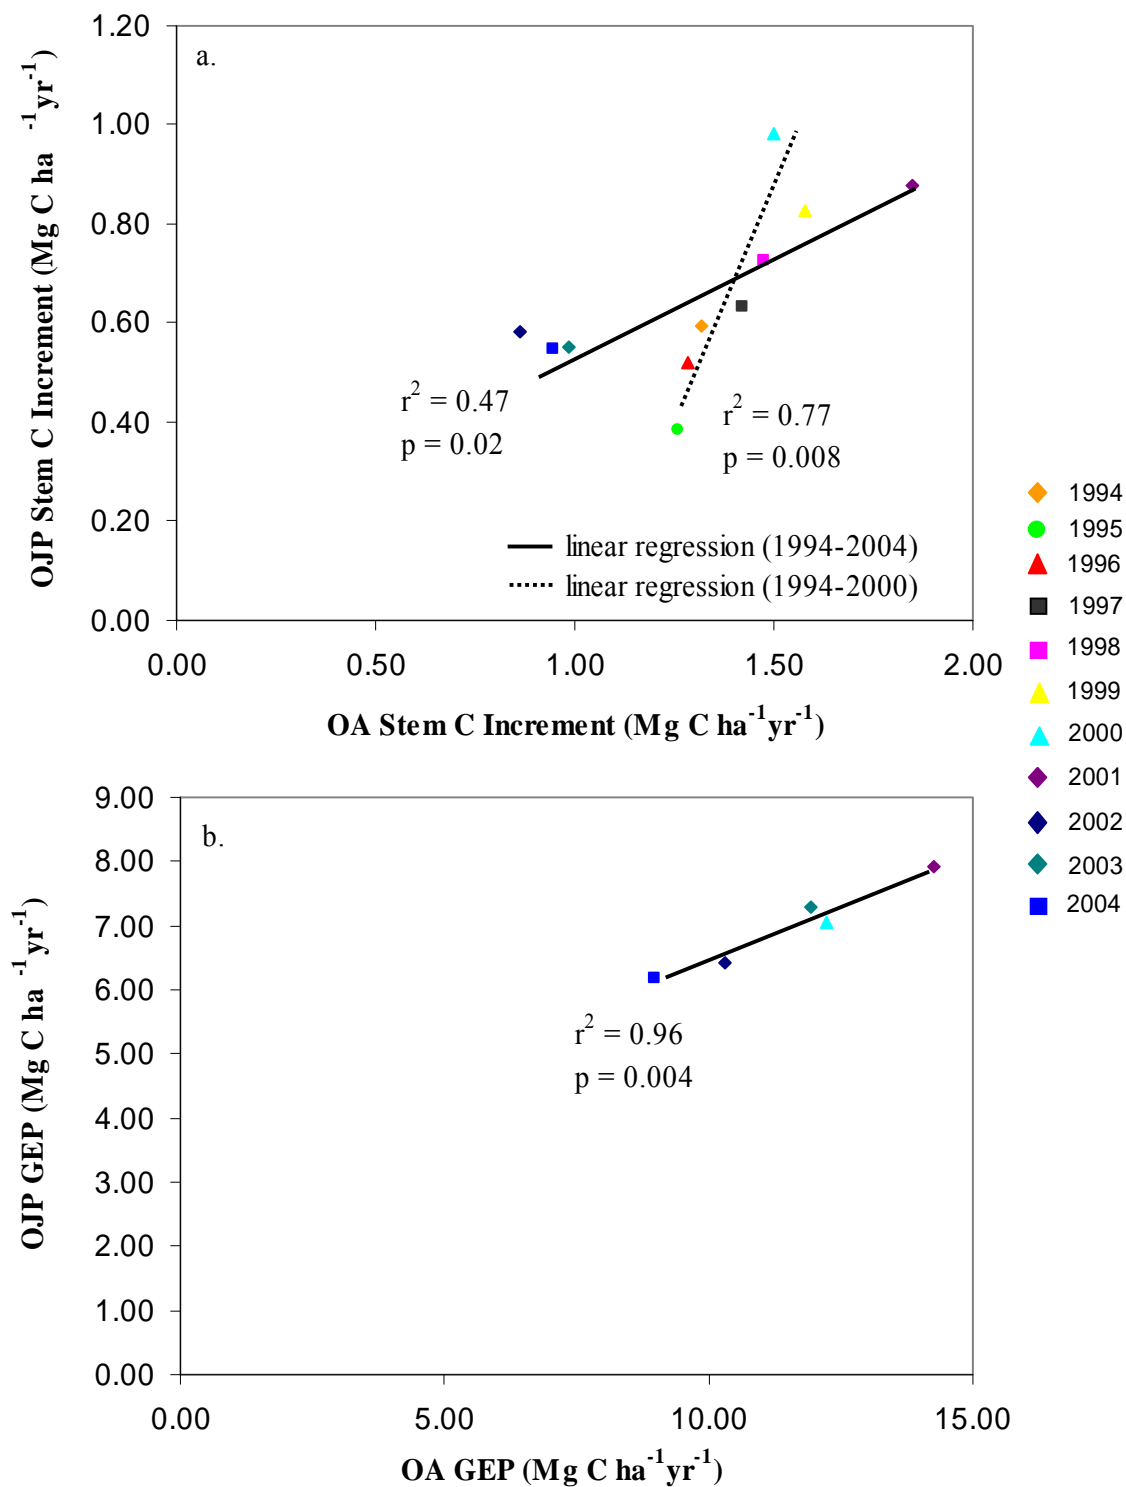 a.
1.20
1.00
0.80
0.60
0.40
0.20
0.00
OJP Stem C Increment (Mg C ha -1yr-1)
r2 = 0.47
p = 0.02
r2 = 0.77
p = 0.008
linear regression (1994-2004)
linear regression (1994-2000)
0.00 0.50 1.00 1.50 2.00
OA Stem C Increment (Mg C ha-1yr-1)
1994
1995
1996
1997
1998
1999
2000
2001
2002
2003
2004
b.
9.00
8.00
7.00
6.00
5.00
4.00
3.00
2.00
1.00
0.00
OJP GEP (Mg C ha -1yr-1)
r2 = 0.96
p = 0.004
0.00 5.00 10.00 15.00
OA GEP (Mg C ha-1yr-1)